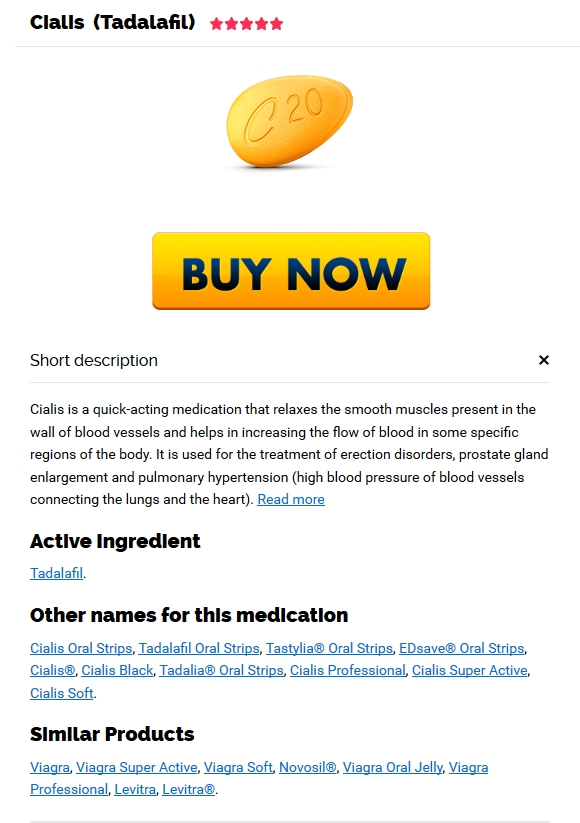 Cialis (Tadalafil)
C 20
BUY NOW
Short description
Cialis is a quick-acting medication that relaxes the smooth muscles present in the
wall of blood vessels and helps in increasing the flow of blood in some specific
regions of the body. It is used for the treatment of erection disorders, prostate gland
enlargement and pulmonary hypertension (high blood pressure of blood vessels
connecting the lungs and the heart). Read more
Active Ingredient
Tadalafil.
Other names for this medication
Cialis Oral Strips, Tadalafil Oral Strips, Tastylia® Oral Strips, EDsave® Oral Strips,
Cialis®, Cialis Black, Tadalia® Oral Strips, Cialis Professional, Cialis Super Active,
Cialis Soft.
Similar Products
Viagra, Viagra Super Active, Viagra Soft, Novosil®, Viagra Oral Jelly, Viagra
Professional, Levitra, Levitra®.